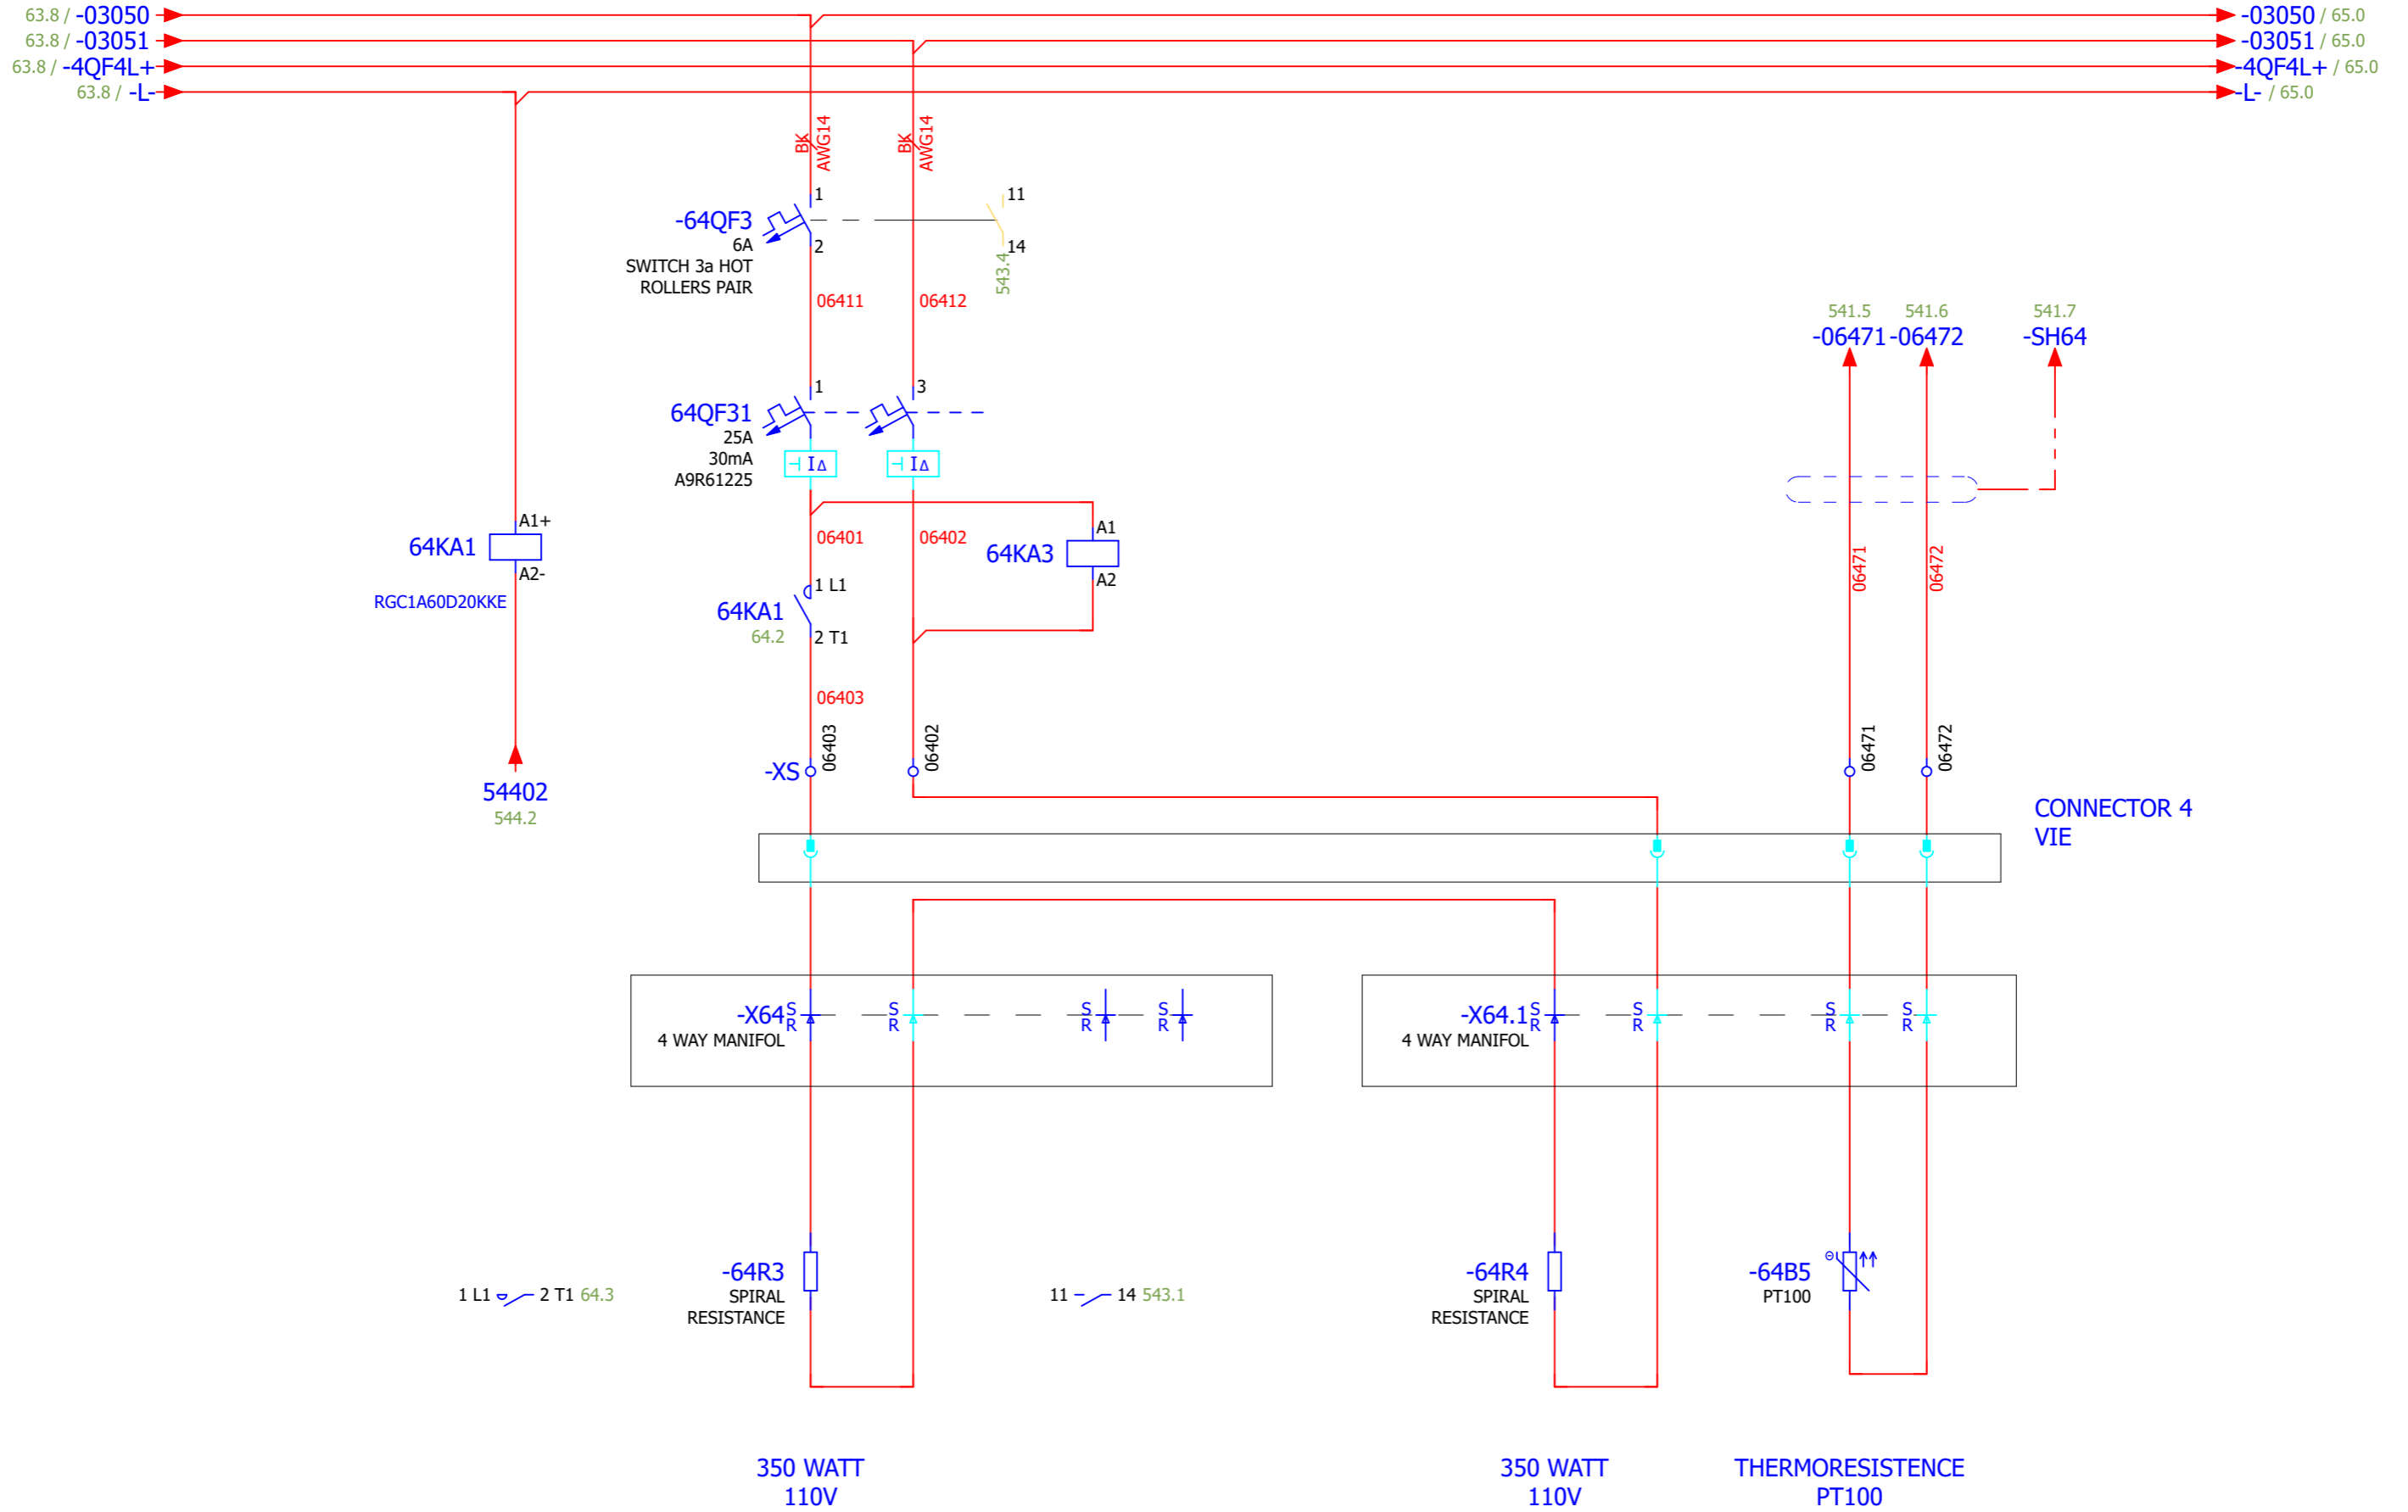 63.8 / -03050
-03050 / 65.0
63.8 / -03051
-03051 / 65.0
63.8 / -4QF4L+
-4QF4L+ / 65.0
63.8 / -L-
-L- / 65.0
BK
AWG14
BK
AWG14
-64QF3
6A
SWITCH 3a HOT
ROLLERS PAIR
1
2
11
14
543.4
06411
06412
541.5
541.6
541.7
-06471
-06472
-SH64
64QF31
25A
30mA
A9R61225
1
3
I∆
I∆
64KA1
A1+
A2-
RGC1A60D20KKE
06401
06402
64KA3
A1
A2
64KA1
64.2
1 L1
2 T1
06471
06472
06403
-XS
06403
06402
06471
06472
54402
544.2
CONNECTOR 4
VIE
-X64
4 WAY MANIFOL
S
R
S
R
S
R
S
R
-X64.1
4 WAY MANIFOL
S
R
S
R
S
R
S
R
1 L1 2 T1 64.3
-64R3
SPIRAL
RESISTANCE
11 14 543.1
-64R4
SPIRAL
RESISTANCE
-64B5
PT100
Θ
350 WATT
110V
350 WATT
110V
THERMORESISTENCE
PT100